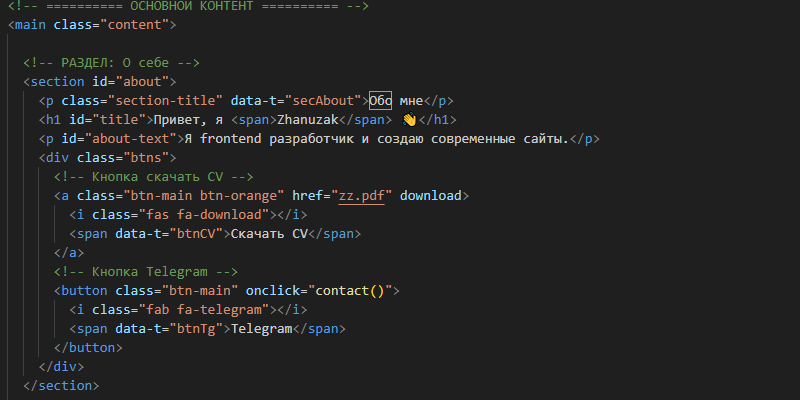 <!-- ========== ОСНОВНОЙ КОНТЕНТ ========== -->
<main class="content">
<!-- РАЗДЕЛ: О себе -->
<section id="about">
<p class="section-title" data-t="secAbout">Обо мне</p>
<h1 id="title">Привет, я <span>Zhanuzak</span> 👋</h1>
<p id="about-text">Я frontend разработчик и создаю современные сайты.</p>
<div class="btns">
<!-- Кнопка скачать CV -->
<a class="btn-main btn-orange" href="zz.pdf" download>
<i class="fas fa-download"></i>
<span data-t="btnCV">Скачать CV</span>
</a>
<!-- Кнопка Telegram -->
<button class="btn-main" onclick="contact()">
<i class="fab fa-telegram"></i>
<span data-t="btnTg">Telegram</span>
</button>
</div>
</section>